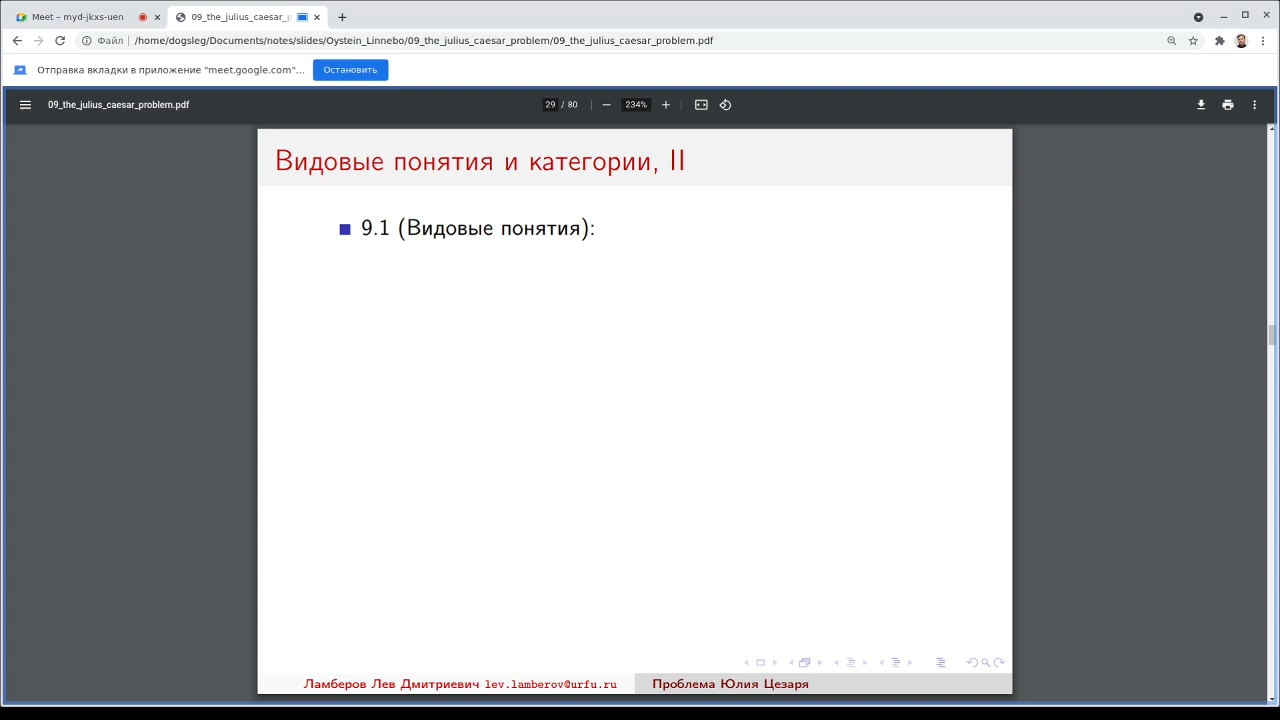 Meet – myd-jkxs-uen
09_the_julius_caesar_p
Файл
/home/dogsleg/Documents/notes/slides/Oystein_Linnebo/09_the_julius_caesar_problem/09_the_julius_caesar_problem.pdf
Отправка вкладки в приложение "meet.google.com"…
Остановить
09_the_julius_caesar_problem.pdf
29 / 80
234%
Видовые понятия и категории, II
9.1 (Видовые понятия):
Ламберов Лев Дмитриевич lev.lamberov@urfu.ru
Проблема Юлия Цезаря